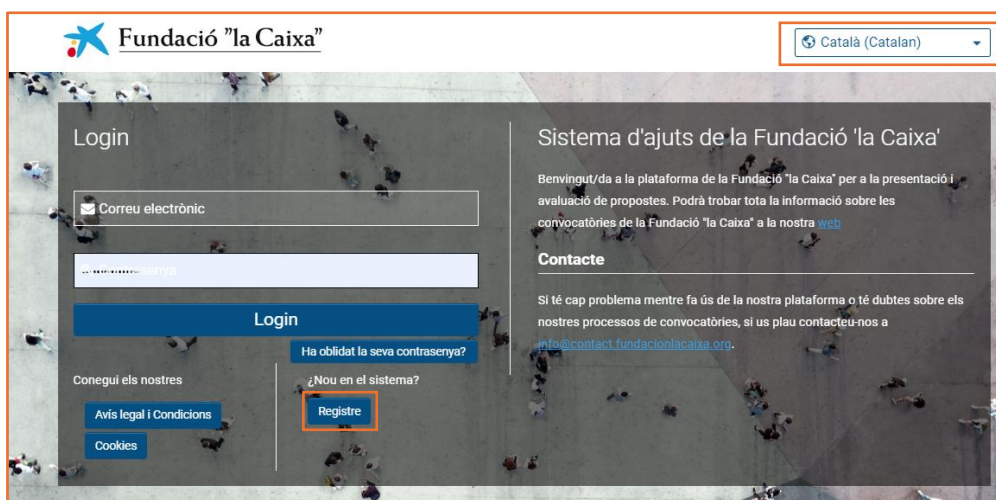 Fundació "la Caixa"
Català (Catalan)
Login
Correu electrònic
Contrasenya
Login
Ha oblidat la seva contrasenya?
Conegui els nostres
Avís legal i Condicions
Cookies
¿Nou en el sistema?
Registre
Sistema d'ajuts de la Fundació 'la Caixa'
Benvingut/da a la plataforma de la Fundació "la Caixa" per a la presentació i
avaluació de propostes. Podrà trobar tota la informació sobre les
convocatòries de la Fundació "la Caixa" a la nostra web
Contacte
Si té cap problema mentre fa ús de la nostra plataforma o té dubtes sobre els
nostres processos de convocatòries, si us plau contacteu-nos a
info@contact.fundacionlacaixa.org.